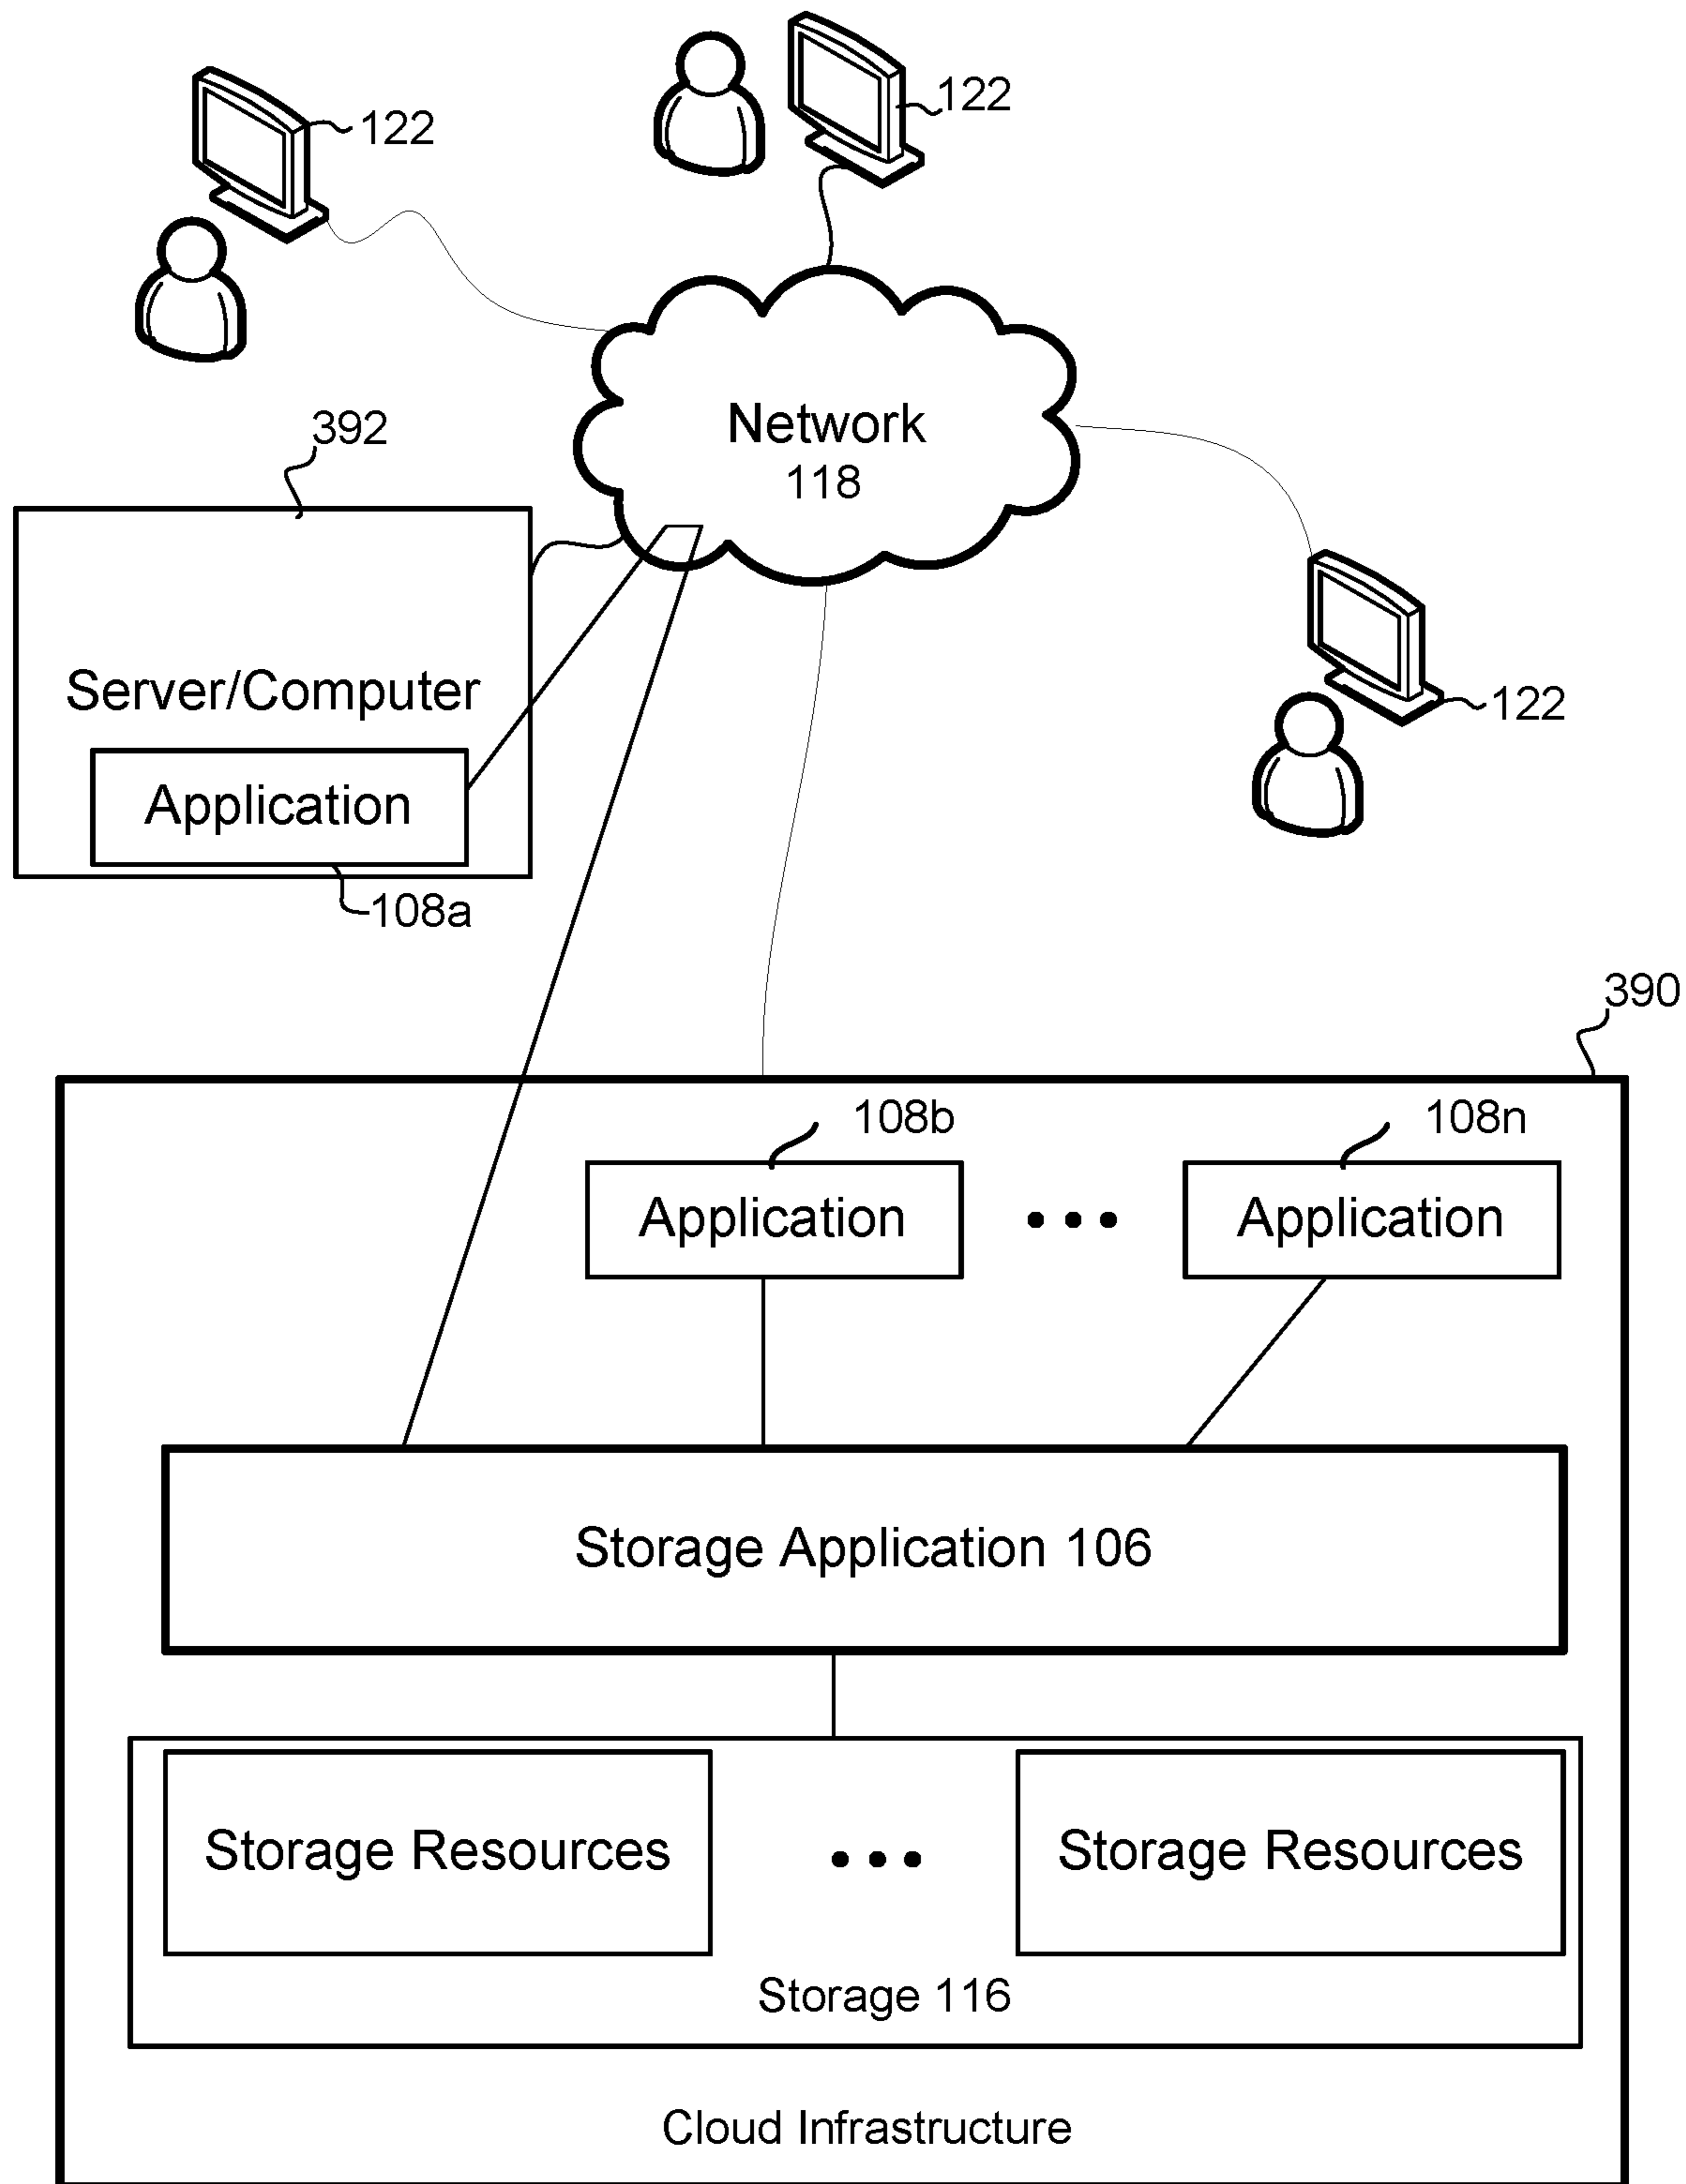 122
122
Network
118
392
Server/Computer
Application
108a
122
390
108b
108n
Application
Application
Storage Application 106
Storage Resources
Storage Resources
Storage 116
Cloud Infrastructure